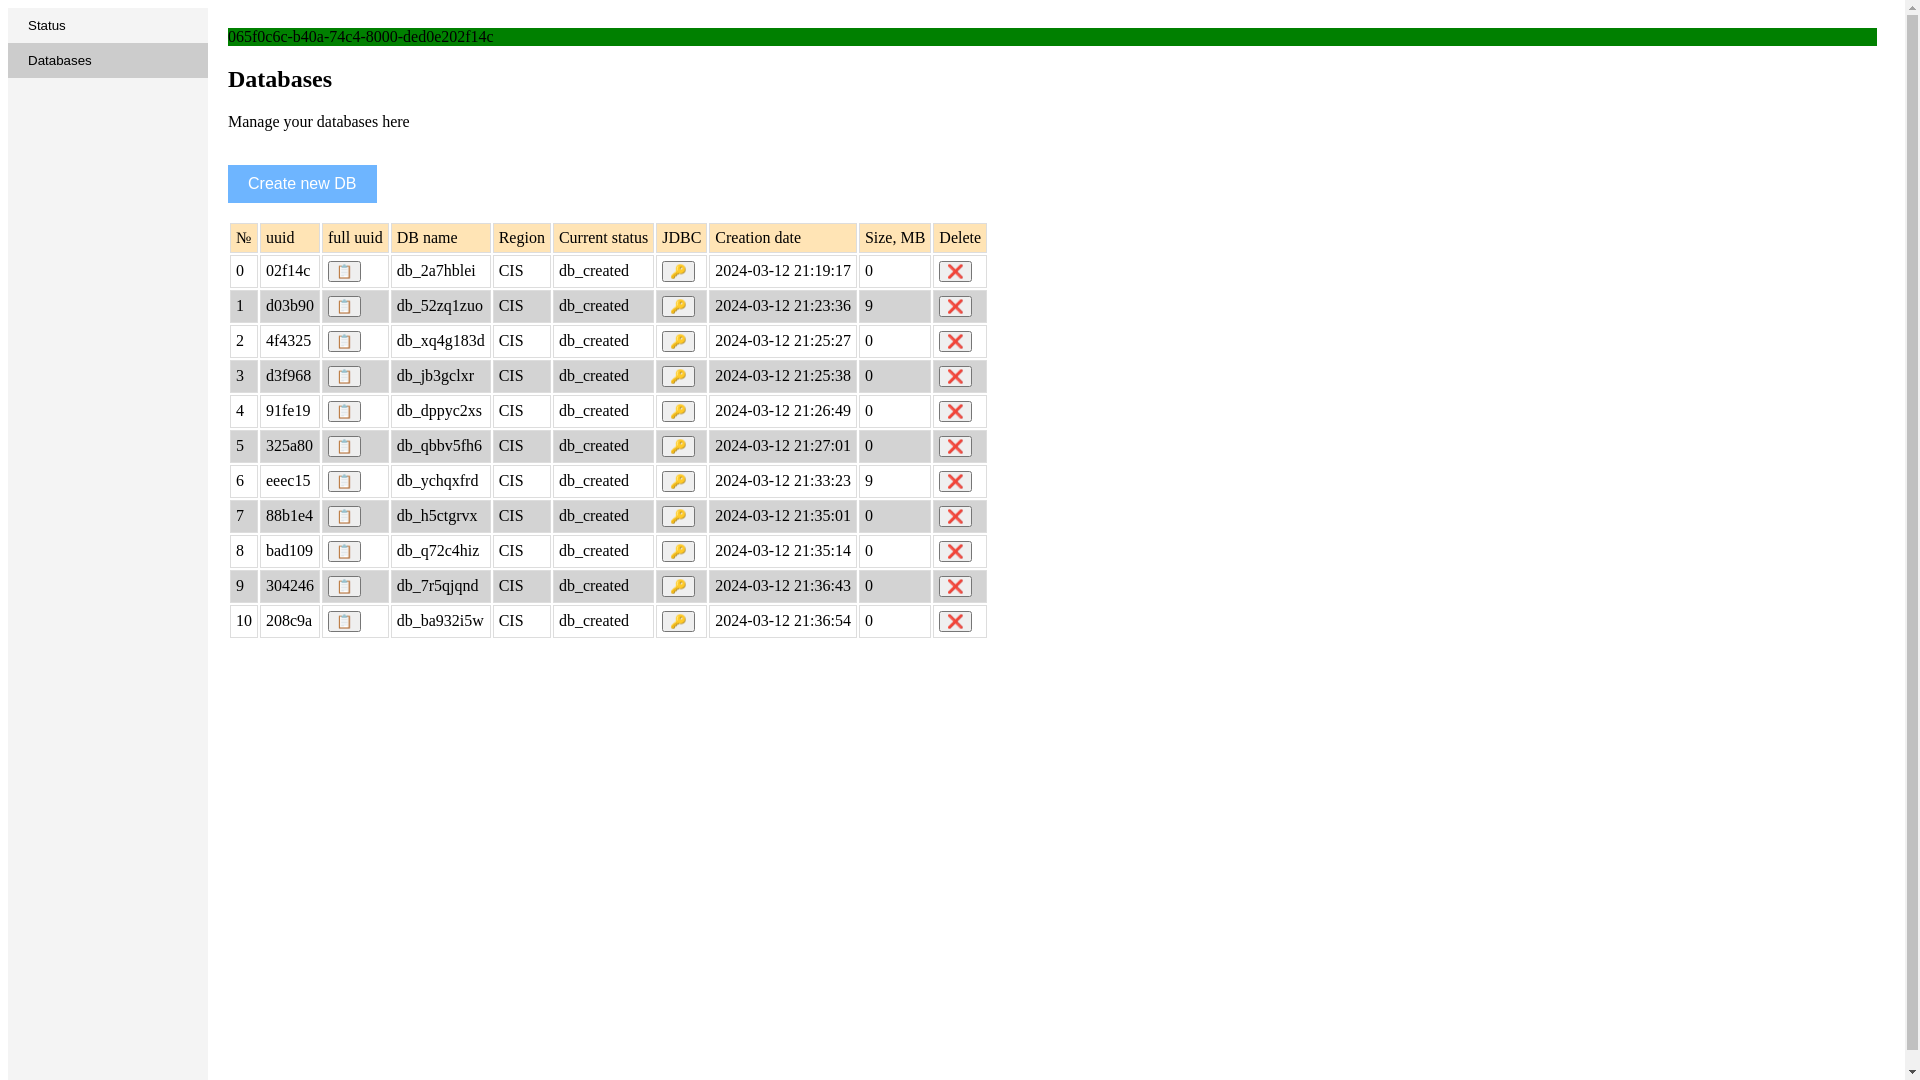 Status
Databases
065f0c6c-b40a-74c4-8000-ded0e202f14c
Databases
Manage your databases here
Create new DB
№ uuid full uuid DB name Region Current status JDBC Creation date Size, MB Delete
0 02f14c db_2a7hblei CIS db_created 2024-03-12 21:19:17 0
1 d03b90 db_52zq1zuo CIS db_created 2024-03-12 21:23:36 9
2 4f4325 db_xq4g183d CIS db_created 2024-03-12 21:25:27 0
3 d3f968 db_jb3gclxr CIS db_created 2024-03-12 21:25:38 0
4 91fe19 db_dppyc2xs CIS db_created 2024-03-12 21:26:49 0
5 325a80 db_qbbv5fh6 CIS db_created 2024-03-12 21:27:01 0
6 eeec15 db_ychqxfrd CIS db_created 2024-03-12 21:33:23 9
7 88b1e4 db_h5ctgrvx CIS db_created 2024-03-12 21:35:01 0
8 bad109 db_q72c4hiz CIS db_created 2024-03-12 21:35:14 0
9 304246 db_7r5qjqnd CIS db_created 2024-03-12 21:36:43 0
10 208c9a db_ba932i5w CIS db_created 2024-03-12 21:36:54 0